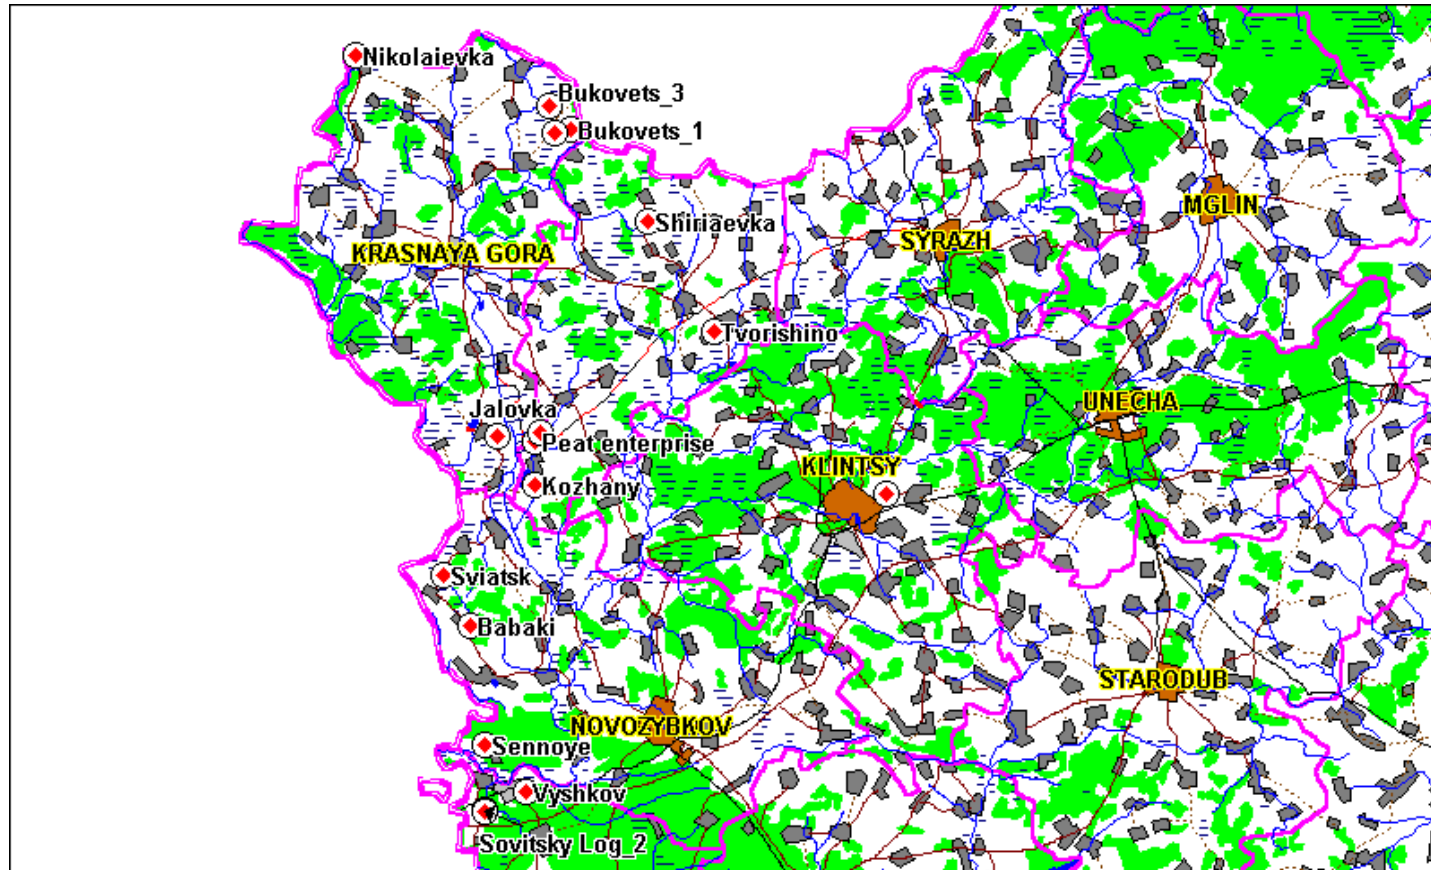 Nikolaievka
Bukovets_3
Bukovets_1
MGLIN
Shiriaevka
SYRAZH
KRASNAYA GORA
Tvorishino
UNECHA
Jalovka
Peat enterprise
KLINTSY
Kozhany
Sviatsk
Babaki
STARODUB
NOVOZYBKOV
Sennoye
Vyshkov
Sovitsky Log_2